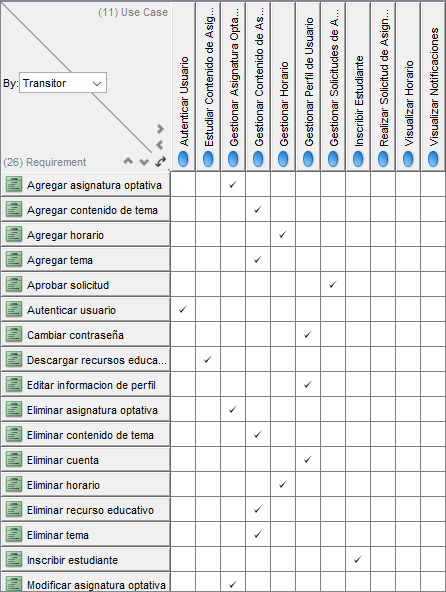 (11) Use Case
By: Transitor
(26) Requirement
Autenticar Usuario
Estudiar Contenido de Asig...
Gestionar Asignatura Opta...
Gestionar Contenido de As...
Gestionar Horario
Gestionar Perfil de Usuario
Gestionar Solicitudes de A...
Inscribir Estudiante
Realizar Solicitud de Asign...
Visualizar Horario
Visualizar Notificaciones
Agregar asignatura optativa
Agregar contenido de tema
Agregar horario
Agregar tema
Aprobar solicitud
Autenticar usuario
Cambiar contraseña
Descargar recursos educa...
Editar informacion de perfil
Eliminar asignatura optativa
Eliminar contenido de tema
Eliminar cuenta
Eliminar horario
Eliminar recurso educativo
Eliminar tema
Inscribir estudiante
Modificar asignatura optativa